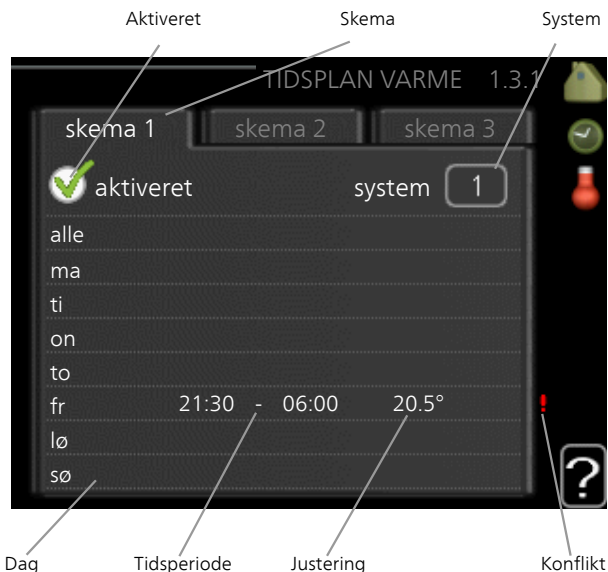 Aktiveret Skema System
TIDSPLAN VARME 1.3.1
skema 1 skema 2 skema 3
aktiveret system 1
alle
ma
ti
on
to
fr 21:30 - 06:00 20.5° !
lø
sø
?
Dag Tidsperiode Justering Konflikt